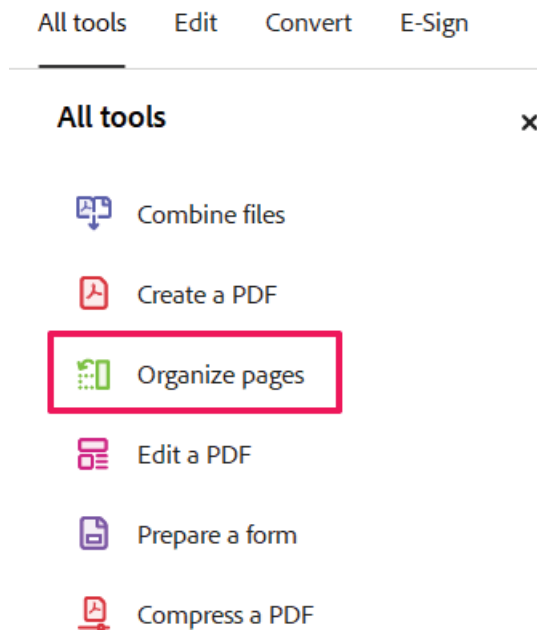 All tools Edit Convert E-Sign
All tools
Combine files
Create a PDF
Organize pages
Edit a PDF
Prepare a form
Compress a PDF